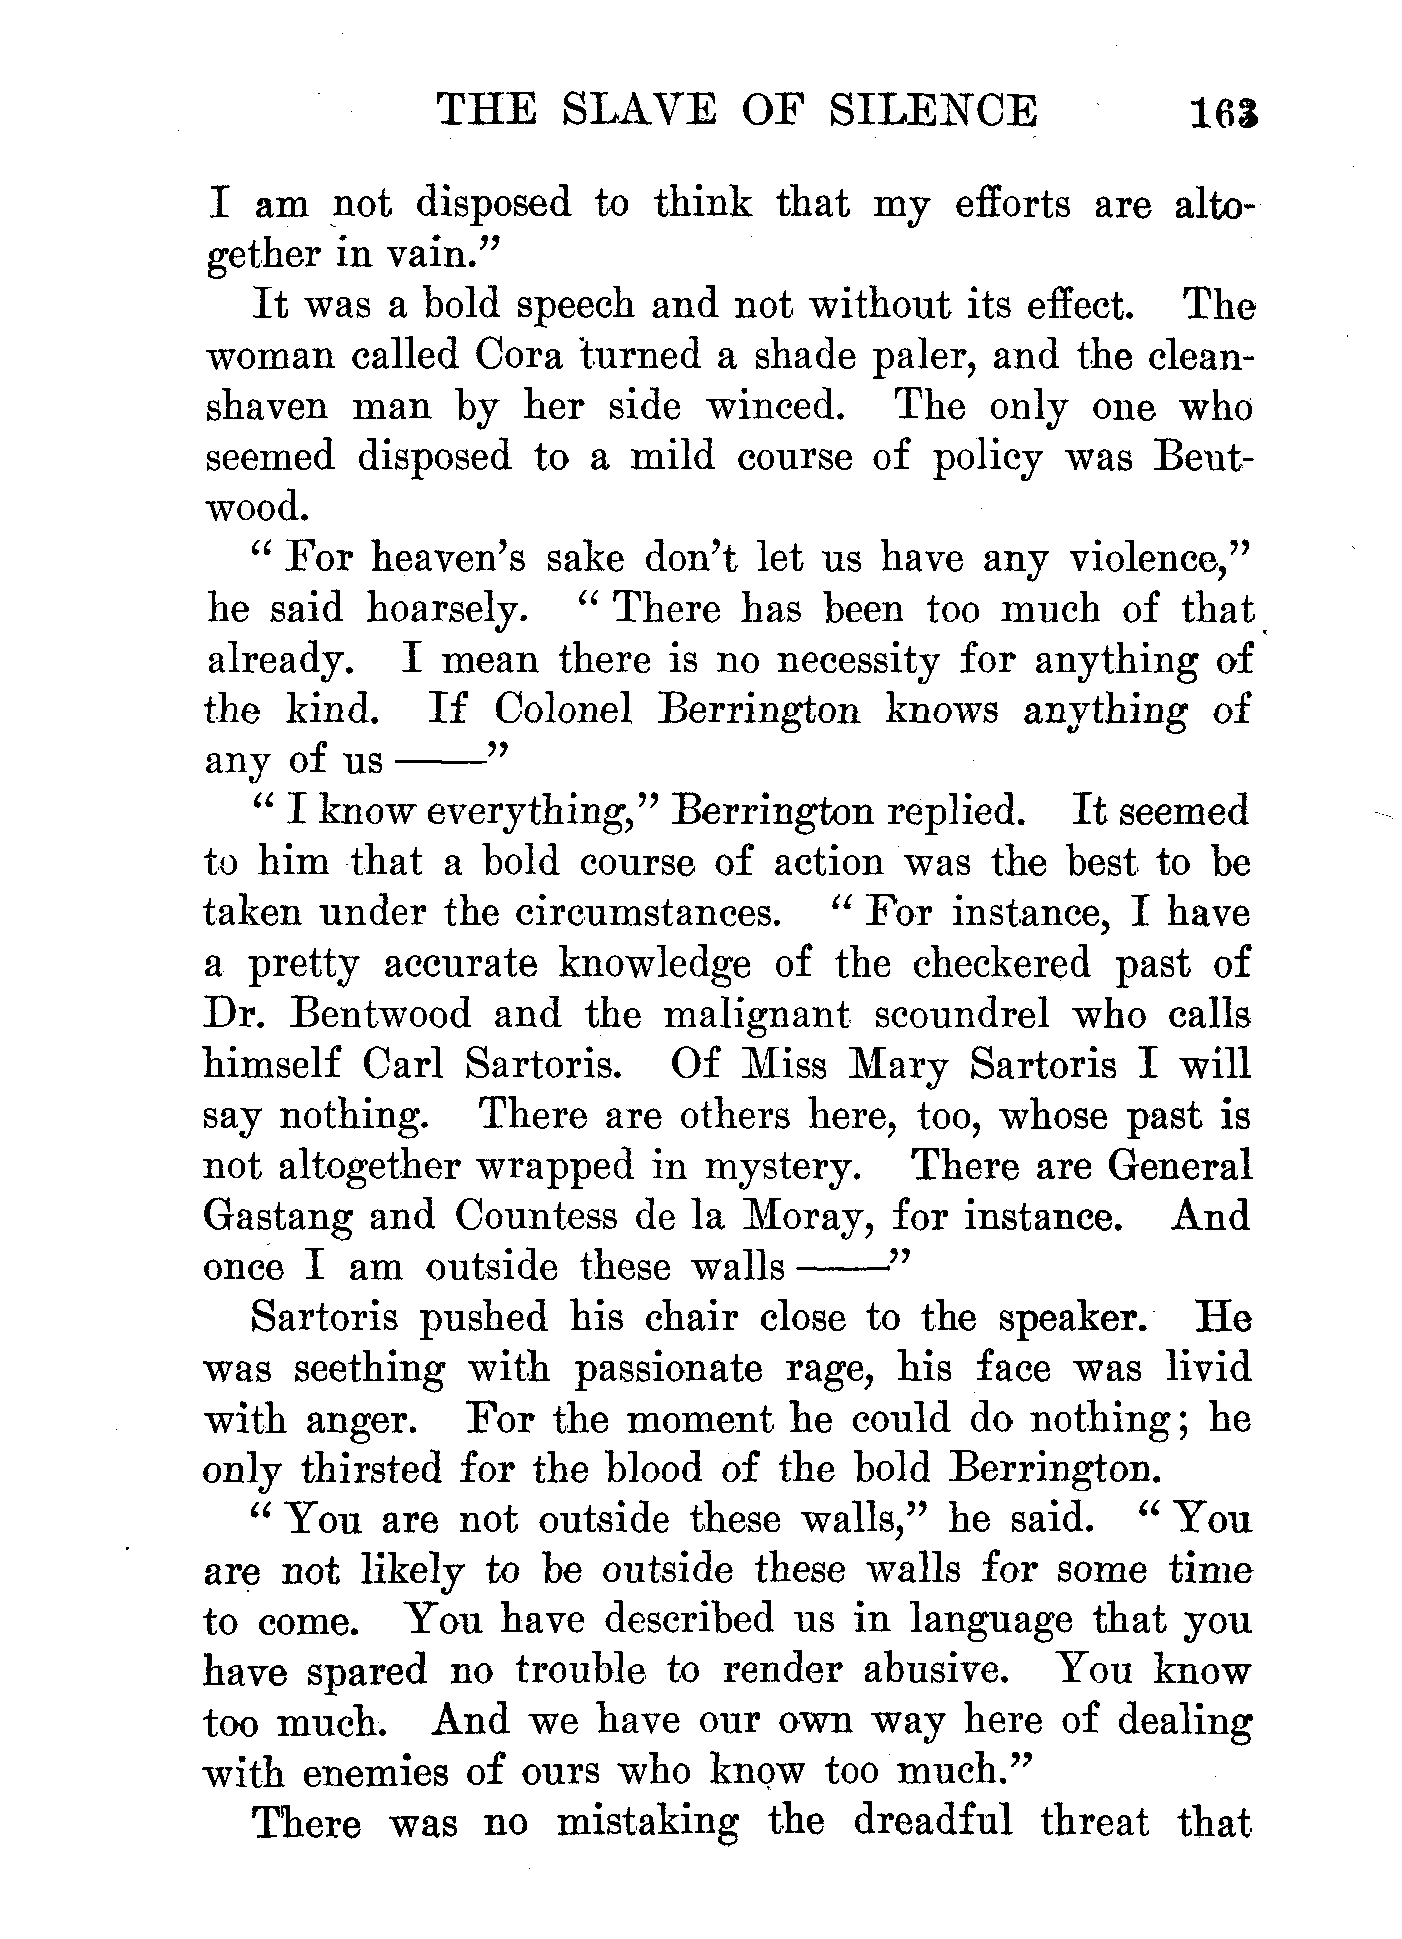 THE SLAVE OF SILENCE 163
I am not disposed to think that my efforts are alto-
gether in vain.”
It was a bold speech and not without its effect. The
woman called Cora turned a shade paler, and the clean-
shaven man by her side winced. The only one who
seemed disposed to a mild course of policy was Bent-
wood.
“ For heaven’s sake don’t let us have any violence,”
he said hoarsely. “ There has been too much of that
already. I mean there is no necessity for anything of
the kind. If Colonel Berrington knows anything of
any of us ——”
“ I know everything,” Berrington replied. It seemed
to him that a bold course of action was the best to be
taken under the circumstances. “ For instance, I have
a pretty accurate knowledge of the checkered past of
Dr. Bentwood and the malignant scoundrel who calls
himself Carl Sartoris. Of Miss Mary Sartoris I will
say nothing. There are others here, too, whose past is
not altogether wrapped in mystery. There are General
Gastang and Countess de la Moray, for instance. And
once I am outside these walls ——”
Sartoris pushed his chair close to the speaker. He
was seething with passionate rage, his face was livid
with anger. For the moment he could do nothing; he
only thirsted for the blood of the bold Berrington.
“ You are not outside these walls,” he said. “ You
are not likely to be outside these walls for some time
to come. You have described us in language that you
have spared no trouble to render abusive. You know
too much. And we have our own way here of dealing
with enemies of ours who know too much.”
There was no mistaking the dreadful threat that